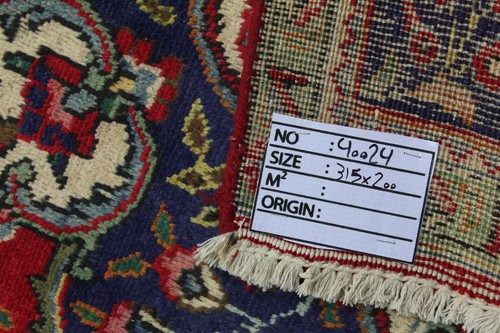 NO : 40024
SIZE : 315x200
M² :
ORIGIN :